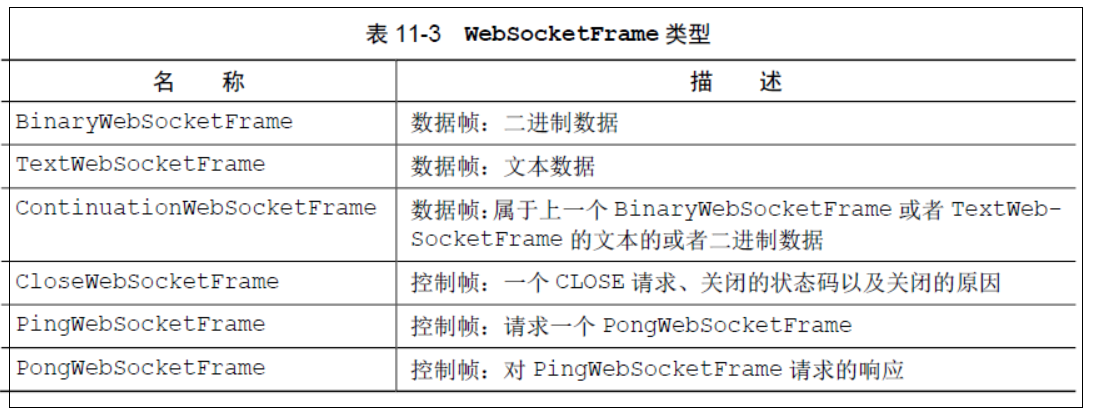 表 11-3 WebSocketFrame 类型
名 称 描 述
BinaryWebSocketFrame 数据帧：二进制数据
TextWebSocketFrame 数据帧：文本数据
ContinuationWebSocketFrame 数据帧：属于上一个 BinaryWebSocketFrame 或者 TextWeb-
SocketFrame 的文本的或者二进制数据
CloseWebSocketFrame 控制帧：一个 CLOSE 请求、关闭的状态码以及关闭的原因
PingWebSocketFrame 控制帧：请求一个 PongWebSocketFrame
PongWebSocketFrame 控制帧：对 PingWebSocketFrame 请求的响应